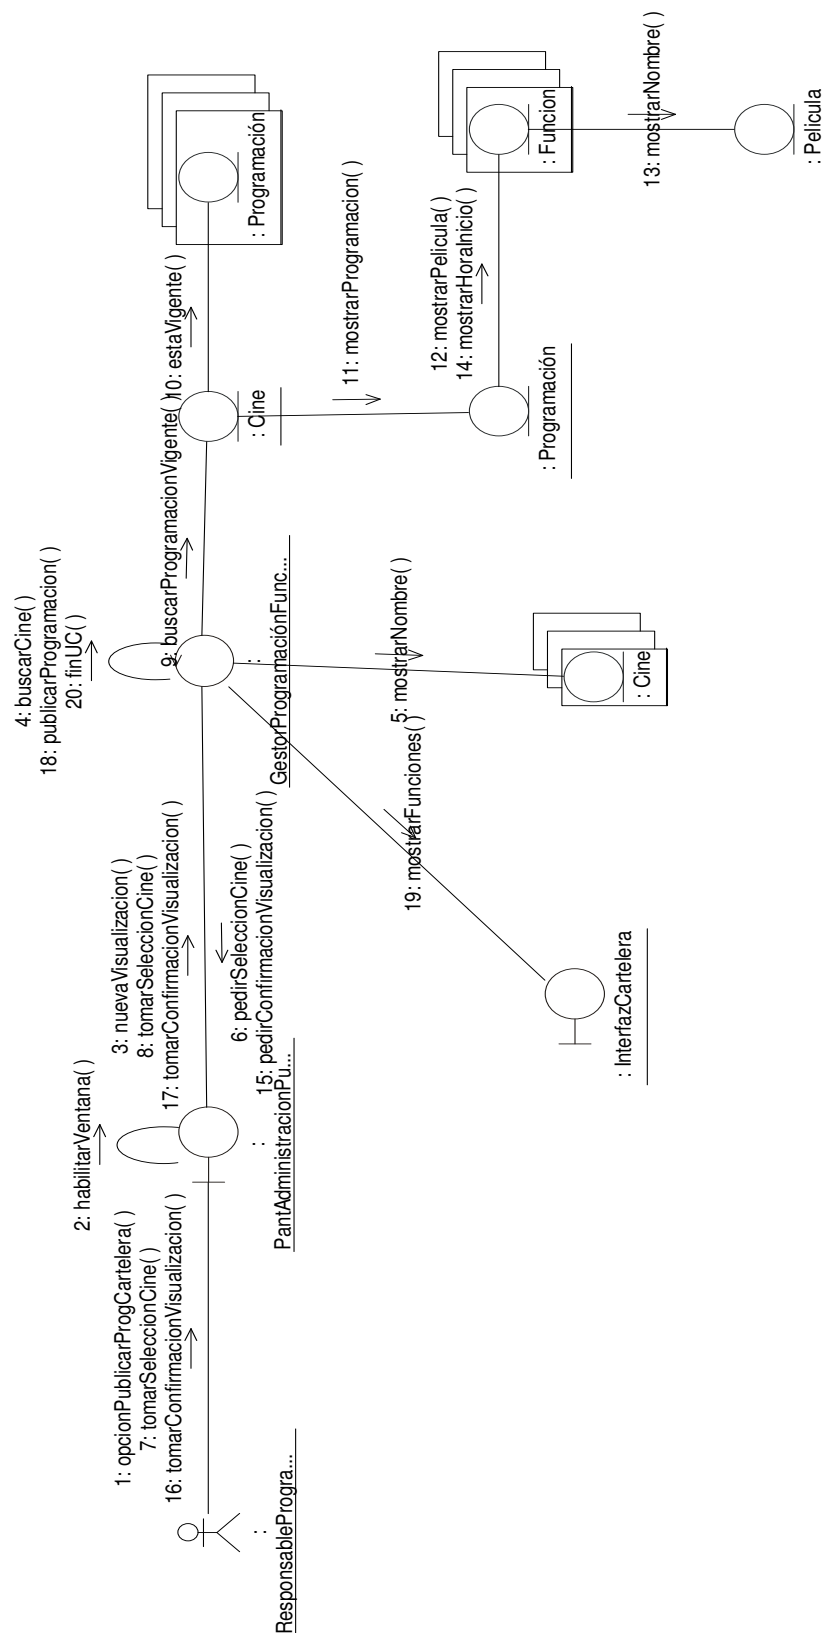 1: opcionPublicarProgCartelera( )
7: tomarSeleccionCine( )
16: tomarConfirmacionVisualizacion( )
:
ResponsableProgra...
2: habilitarVentana( )
:
PantAdministracionPu...
3: nuevaVisualizacion( )
8: tomarSeleccionCine( )
17: tomarConfirmacionVisualizacion( )
6: pedirSeleccionCine( )
15: pedirConfirmacionVisualizacion( )
4: buscarCine( )
18: publicarProgramacion( )
20: finUC( )
:
GestorProgramaciónFunc...
19: mostrarFunciones( )
: InterfazCartelera
5: mostrarNombre( )
: Cine
9: buscarProgramacionVigente( )
: Cine
10: estaVigente( )
: Programación
11: mostrarProgramacion( )
: Programación
12: mostrarPelicula( )
14: mostrarHoraInicio( )
: Funcion
13: mostrarNombre( )
: Pelicula